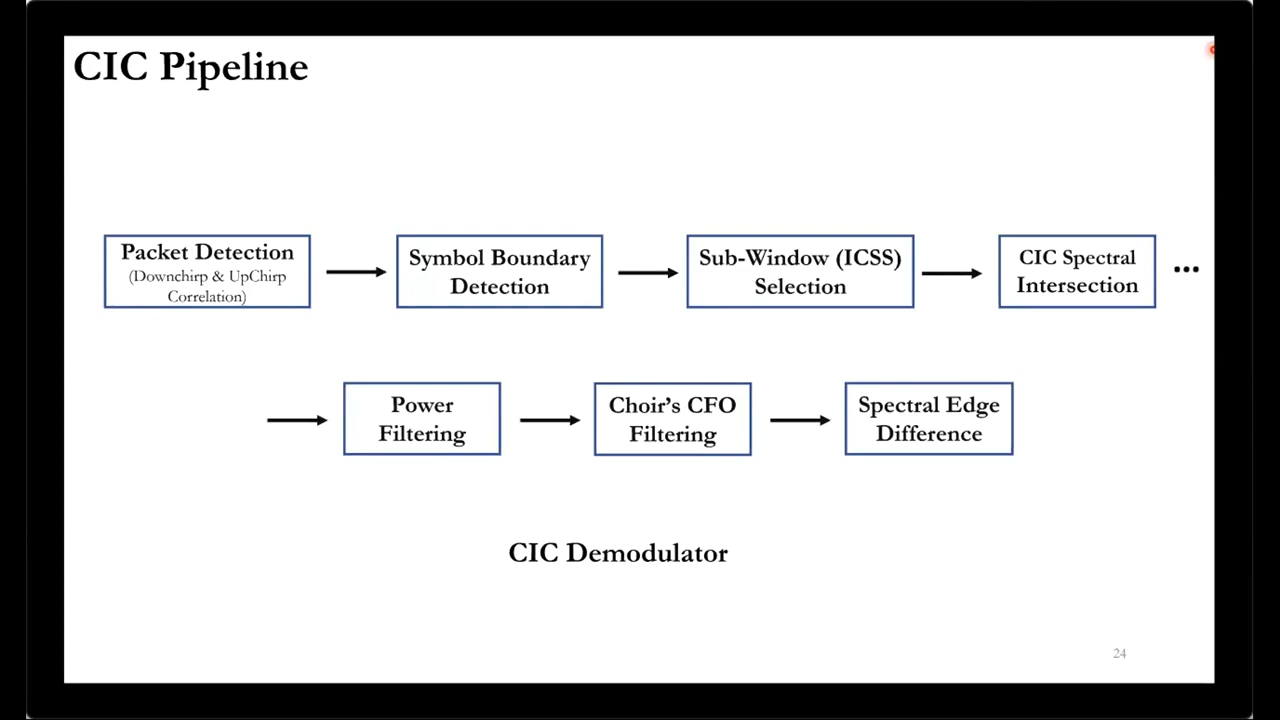 CIC Pipeline
Packet Detection
(Downchirp & UpChirp
Correlation)
Symbol Boundary
Detection
Sub-Window (ICSS)
Selection
CIC Spectral
Intersection
...
Power
Filtering
Choir's CFO
Filtering
Spectral Edge
Difference
CIC Demodulator
24